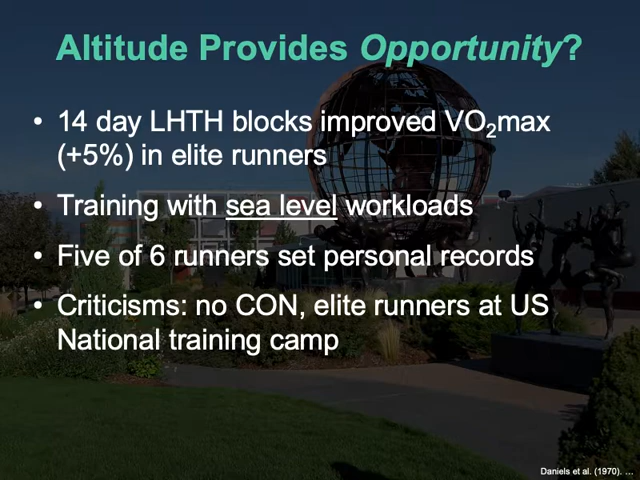 Altitude Provides Opportunity?
• 14 day LHTH blocks improved VO₂max
(+5%) in elite runners
• Training with sea level workloads
• Five of 6 runners set personal records
• Criticisms: no CON, elite runners at US
National training camp
Daniels et al. (1970). ...